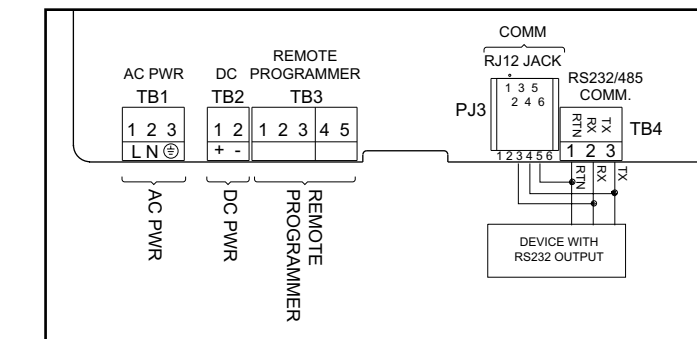 COMM
RJ12 JACK
REMOTE
PROGRAMMER
AC PWR
DC
TB1
TB2
TB3
1 2 3
1 2
1 2 3 4 5
L N
+ -
AC PWR
DC PWR
REMOTE
PROGRAMMER
PJ3
1 3 5
2 4 6
1 2 3 4 5 6
RS232/485
COMM.
TB4
RTN
RX
TX
1 2 3
RTN
RX
TX
DEVICE WITH
RS232 OUTPUT